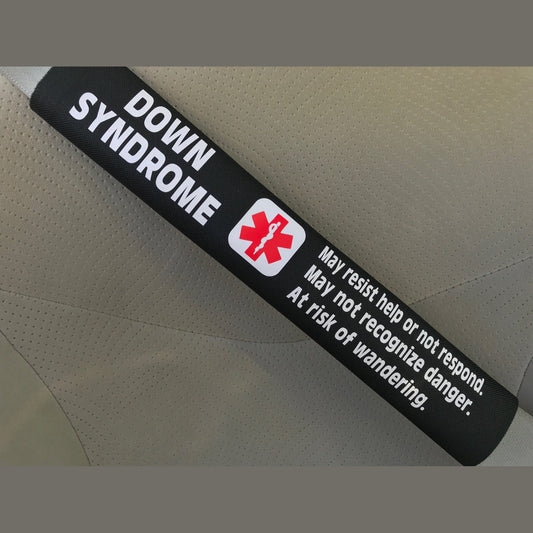 DOWN
SYNDROME
May resist help or not respond.
May not recognize danger.
At risk of wandering.